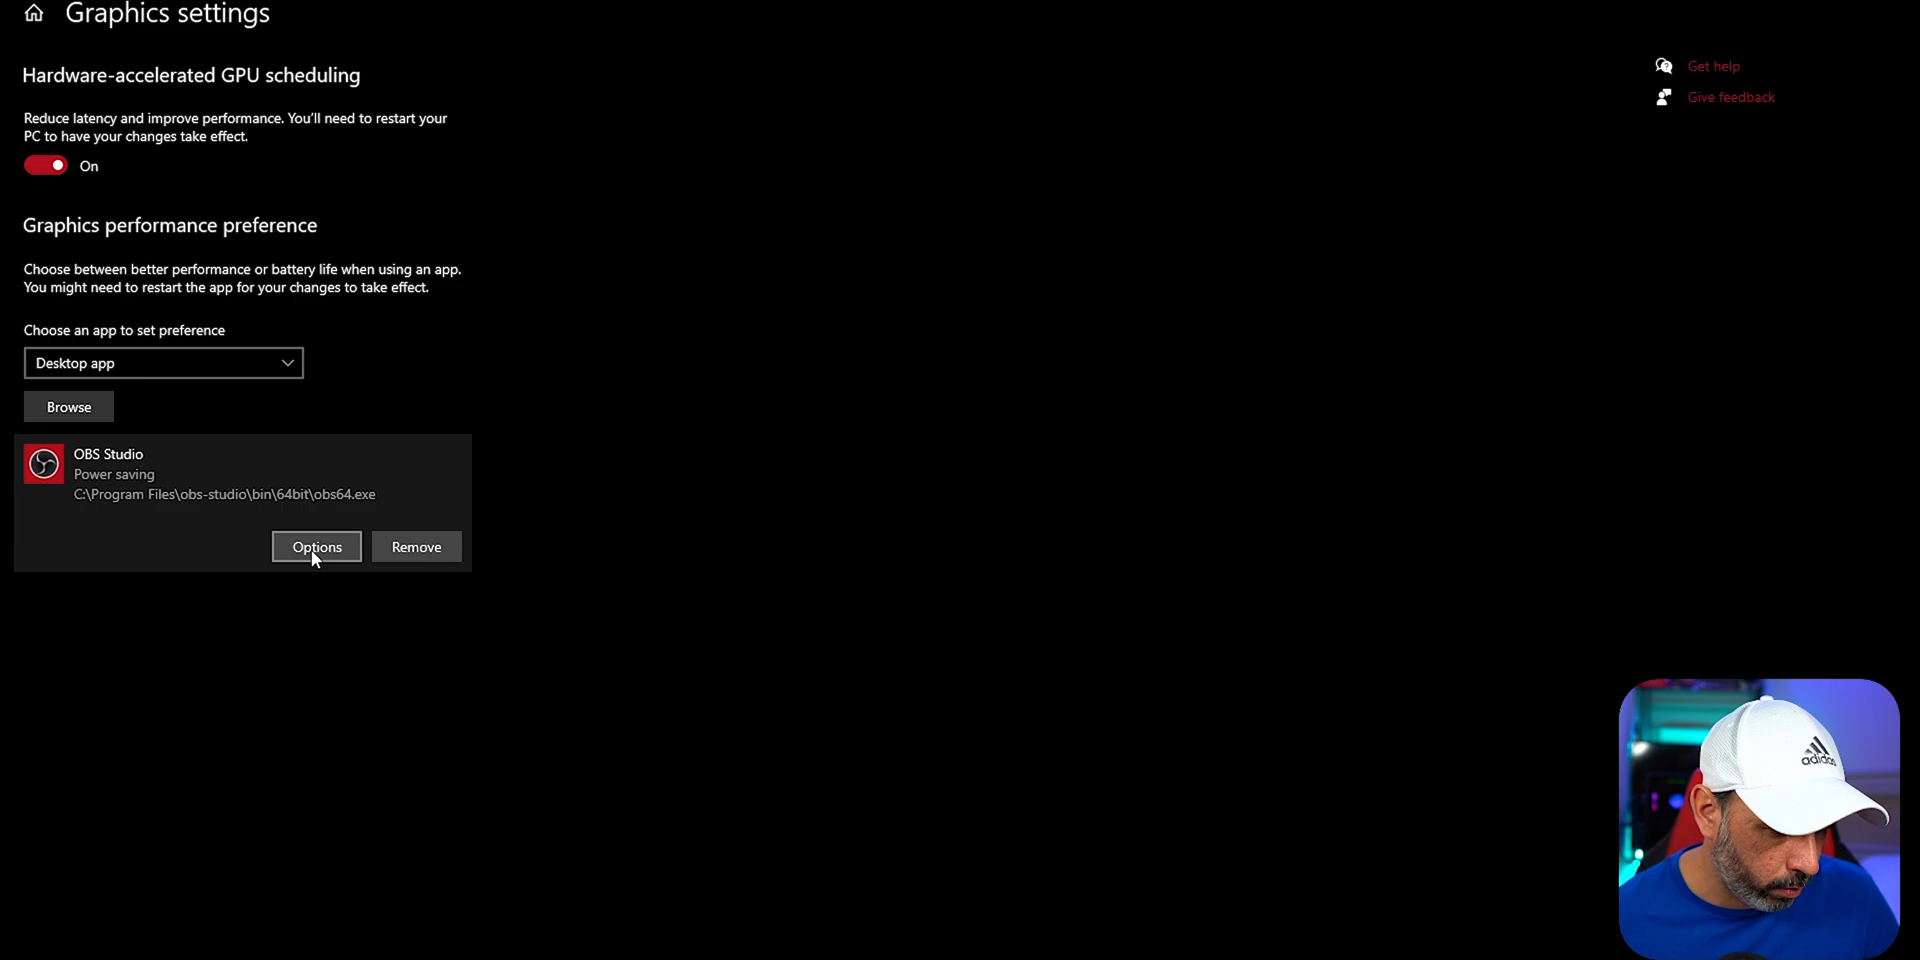 Graphics settings
Hardware-accelerated GPU scheduling
Reduce latency and improve performance. You'll need to restart your
PC to have your changes take effect.
On
Graphics performance preference
Choose between better performance or battery life when using an app.
You might need to restart the app for your changes to take effect.
Choose an app to set preference
Desktop app
Browse
OBS Studio
Power saving
C:\Program Files\obs-studio\bin\64bit\obs64.exe
Options
Remove
Get help
Give feedback
adidas